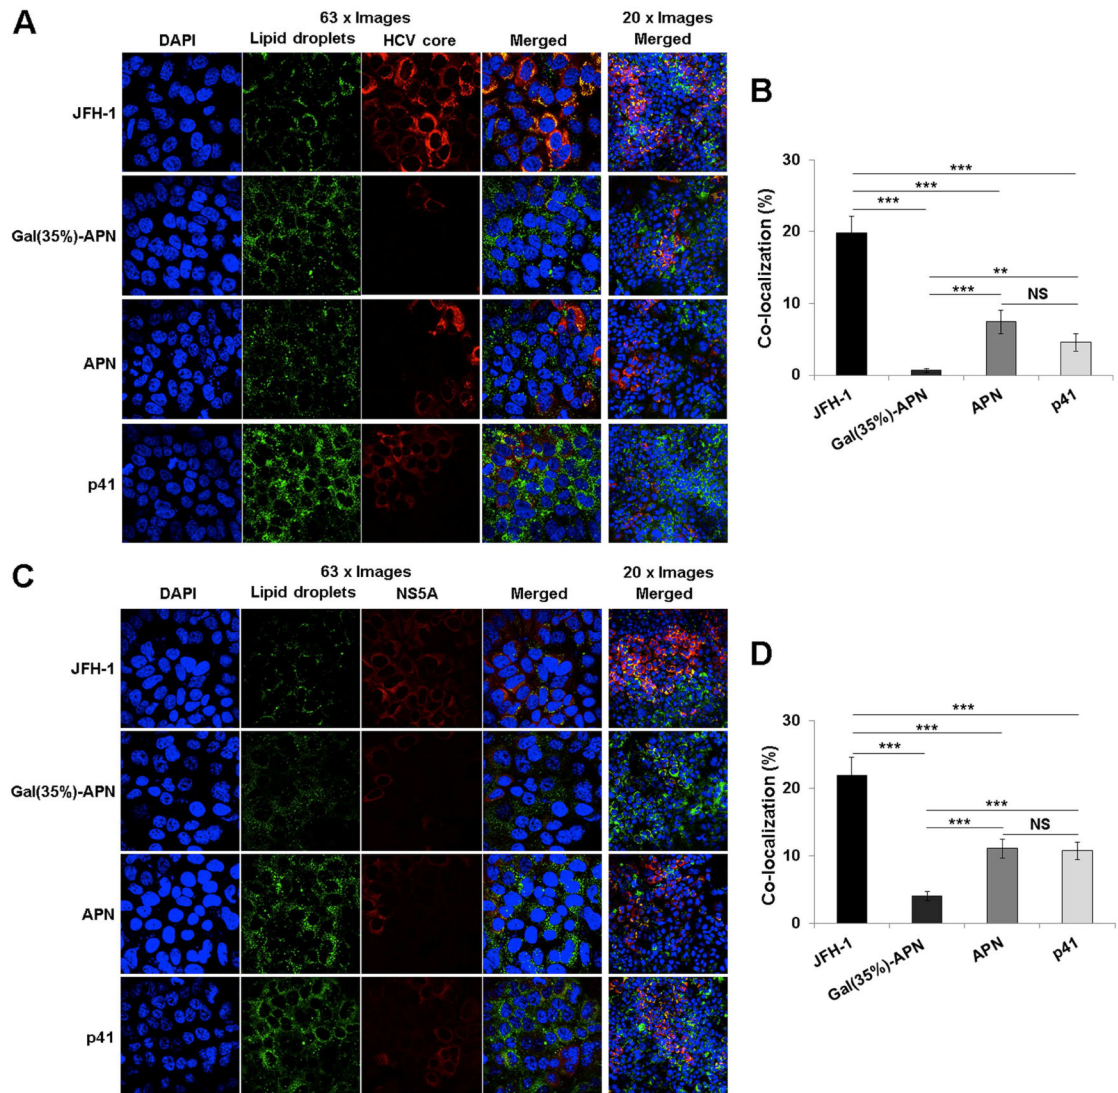 A
63 x Images
20 x Images
DAPI
Lipid droplets
HCV core
Merged
Merged
JFH-1
Gal(35%)-APN
APN
p41
B
Co-localization (%)
30
20
10
0
***
***
***
**
***
NS
JFH-1
Gal(35%)-APN
APN
p41
C
63 x Images
20 x Images
DAPI
Lipid droplets
NS5A
Merged
Merged
JFH-1
Gal(35%)-APN
APN
p41
D
Co-localization (%)
30
20
10
0
***
***
***
***
***
NS
JFH-1
Gal(35%)-APN
APN
p41